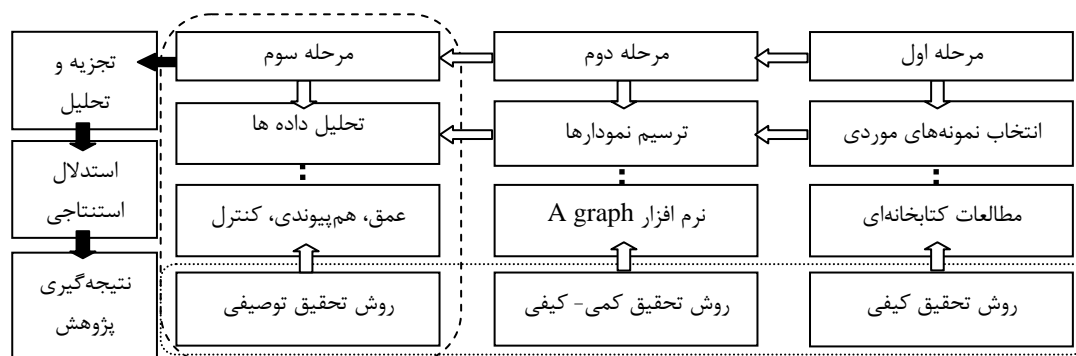 مرحله اول
مرحله دوم
مرحله سوم
تجزیه و
تحلیل
انتخاب نمونه‌های موردی
ترسیم نمودارها
تحلیل داده ها
استدلال
استنتاجی
مطالعات کتابخانه‌ای
نرم افزار A graph
عمق، هم‌پیوندی، کنترل
نتیجه‌گیری
پژوهش
روش تحقیق کیفی
روش تحقیق کمی- کیفی
روش تحقیق توصیفی